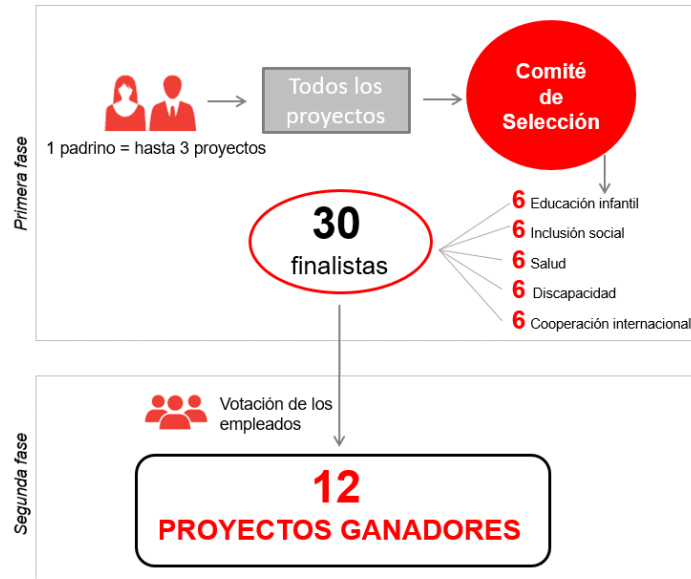 Primera fase
1 padrino = hasta 3 proyectos
Todos los
proyectos
Comité
de
Selección
6 Educación infantil
6 Inclusión social
6 Salud
6 Discapacidad
6 Cooperación internacional
30
finalistas
Segunda fase
Votación de los
empleados
12
PROYECTOS GANADORES